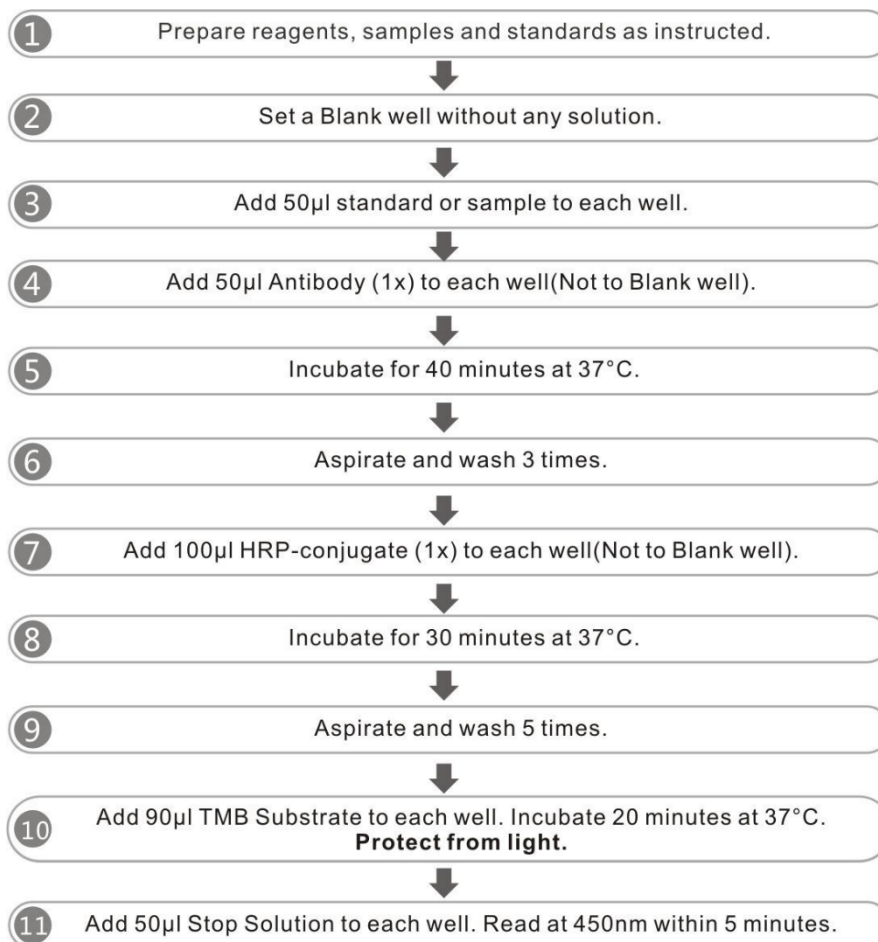 1 Prepare reagents, samples and standards as instructed.
2 Set a Blank well without any solution.
3 Add 50μl standard or sample to each well.
4 Add 50μl Antibody (1x) to each well(Not to Blank well).
5 Incubate for 40 minutes at 37°C.
6 Aspirate and wash 3 times.
7 Add 100μl HRP-conjugate (1x) to each well(Not to Blank well).
8 Incubate for 30 minutes at 37°C.
9 Aspirate and wash 5 times.
10 Add 90μl TMB Substrate to each well. Incubate 20 minutes at 37°C.
Protect from light.
11 Add 50μl Stop Solution to each well. Read at 450nm within 5 minutes.